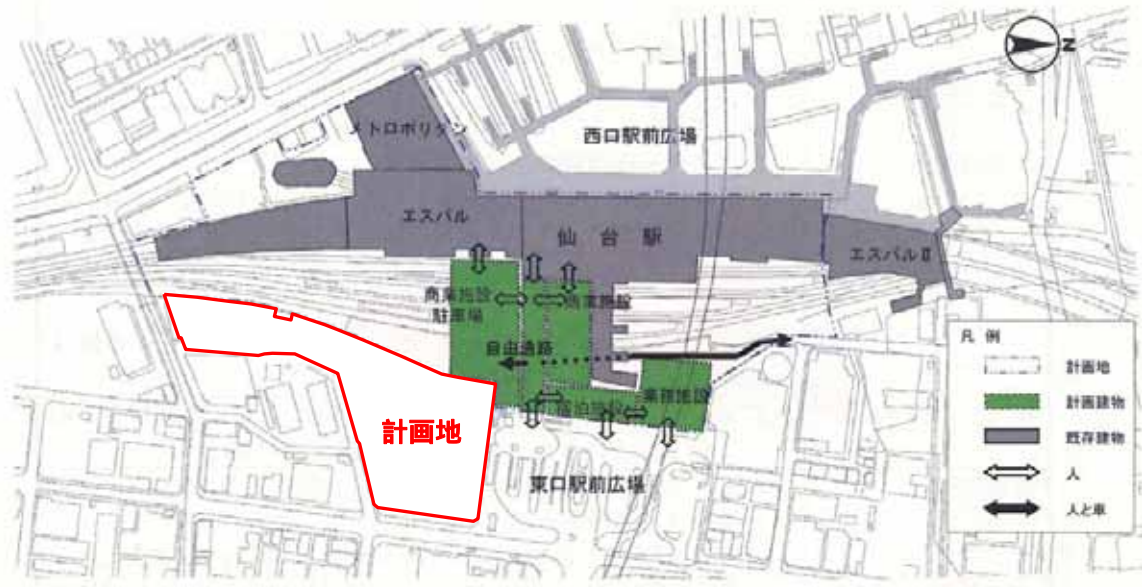 N
メトロポリタン
西口駅前広場
エスパル
仙台駅
エスパルⅡ
商業施設
駐車場
商業施設
自由通路
宿泊施設
業務施設
計画地
東口駅前広場
凡例
計画地
計画建物
既存建物
人
人と車